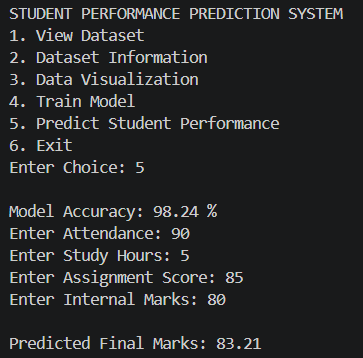 STUDENT PERFORMANCE PREDICTION SYSTEM
1. View Dataset
2. Dataset Information
3. Data Visualization
4. Train Model
5. Predict Student Performance
6. Exit
Enter Choice: 5
Model Accuracy: 98.24 %
Enter Attendance: 90
Enter Study Hours: 5
Enter Assignment Score: 85
Enter Internal Marks: 80
Predicted Final Marks: 83.21